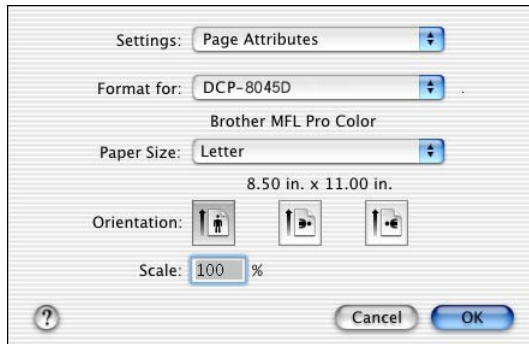 Settings: Page Attributes
Format for: DCP-8045D
Brother MFL Pro Color
Paper Size: Letter
8.50 in. x 11.00 in.
Orientation:
Scale: 100 %
? Cancel OK